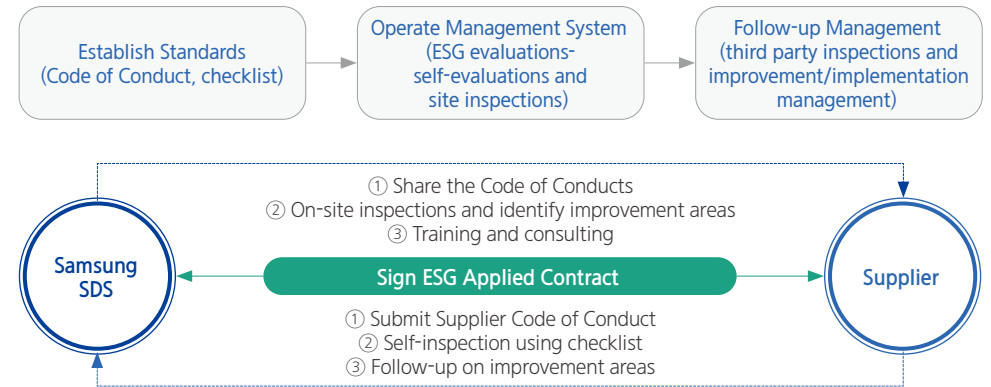 Establish Standards
(Code of Conduct, checklist)
Operate Management System
(ESG evaluations-
self-evaluations and
site inspections)
Follow-up Management
(third party inspections and
improvement/implementation
management)
① Share the Code of Conducts
② On-site inspections and identify improvement areas
③ Training and consulting
Samsung
SDS
Sign ESG Applied Contract
Supplier
① Submit Supplier Code of Conduct
② Self-inspection using checklist
③ Follow-up on improvement areas